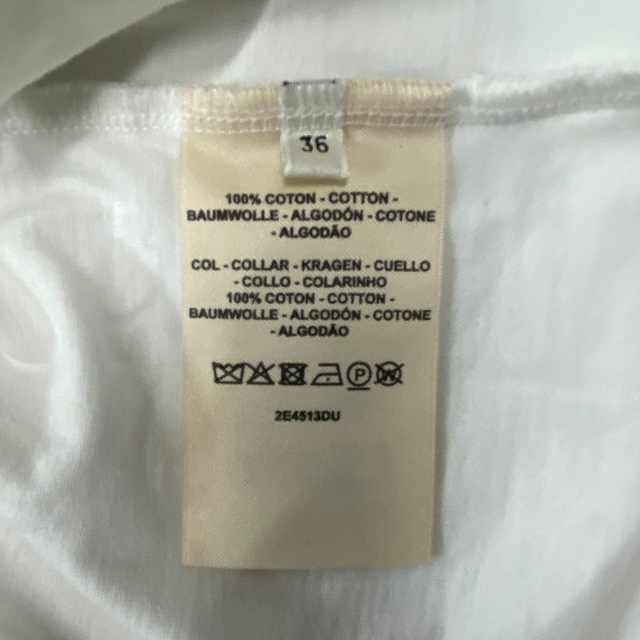 36
100% COTON - COTTON -
BAUMWOLLE - ALGODÓN - COTONE
- ALGODÃO
COL - COLLAR - KRAGEN - CUELLO
- COLLO - COLARINHO
100% COTON - COTTON -
BAUMWOLLE - ALGODÓN - COTONE
- ALGODÃO
P W
2E4513DU